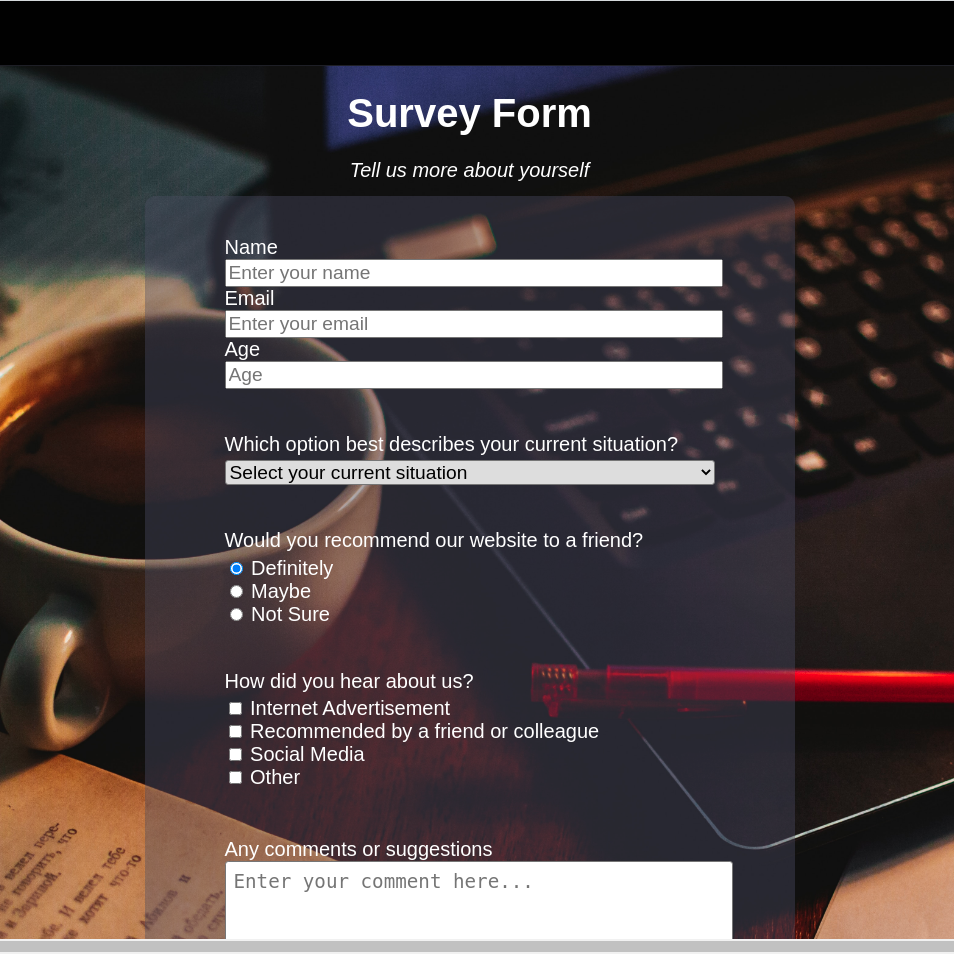 Survey Form
Tell us more about yourself
Name
Enter your name
Email
Enter your email
Age
Age
Which option best describes your current situation?
Select your current situation
Would you recommend our website to a friend?
Definitely
Maybe
Not Sure
How did you hear about us?
Internet Advertisement
Recommended by a friend or colleague
Social Media
Other
Any comments or suggestions
Enter your comment here...